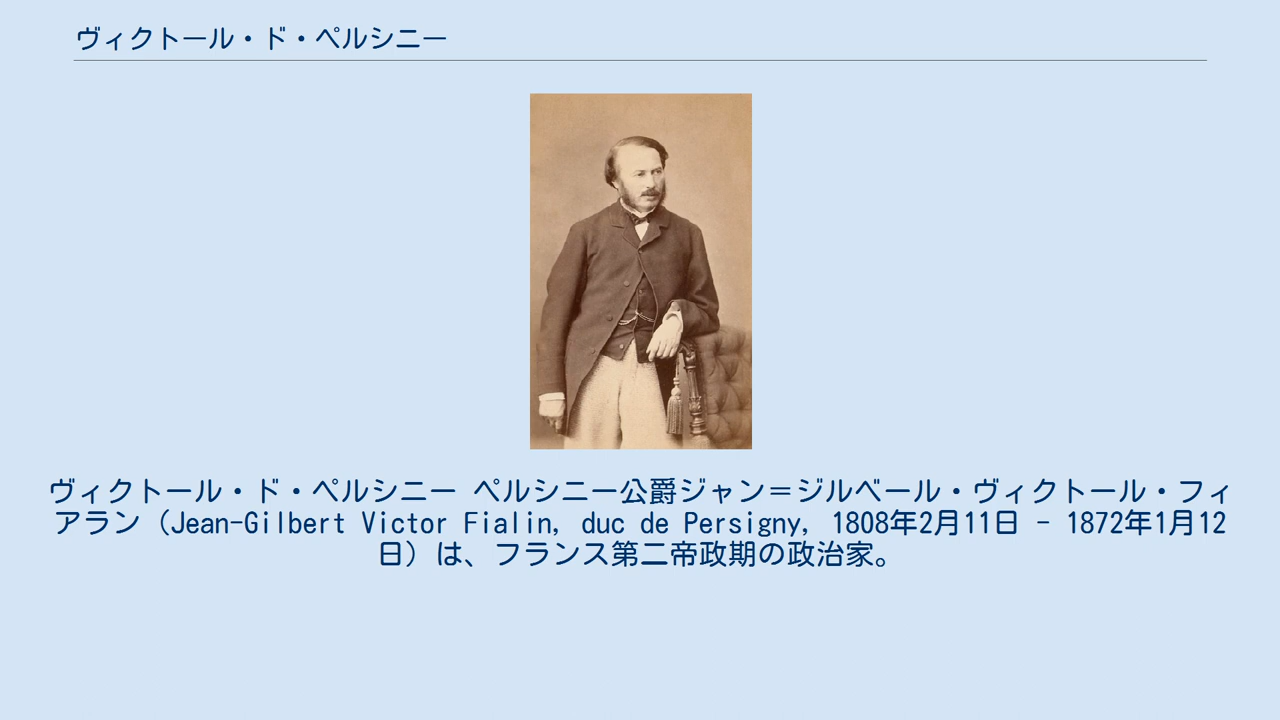 ヴィクトール・ド・ペルシニー
ヴィクトール・ド・ペルシニー ペルシニー公爵ジャン＝ジルベール・ヴィクトール・フィ
アラン（Jean-Gilbert Victor Fialin, duc de Persigny, 1808年2月11日 - 1872年1月12
日）は、フランス第二帝政期の政治家。